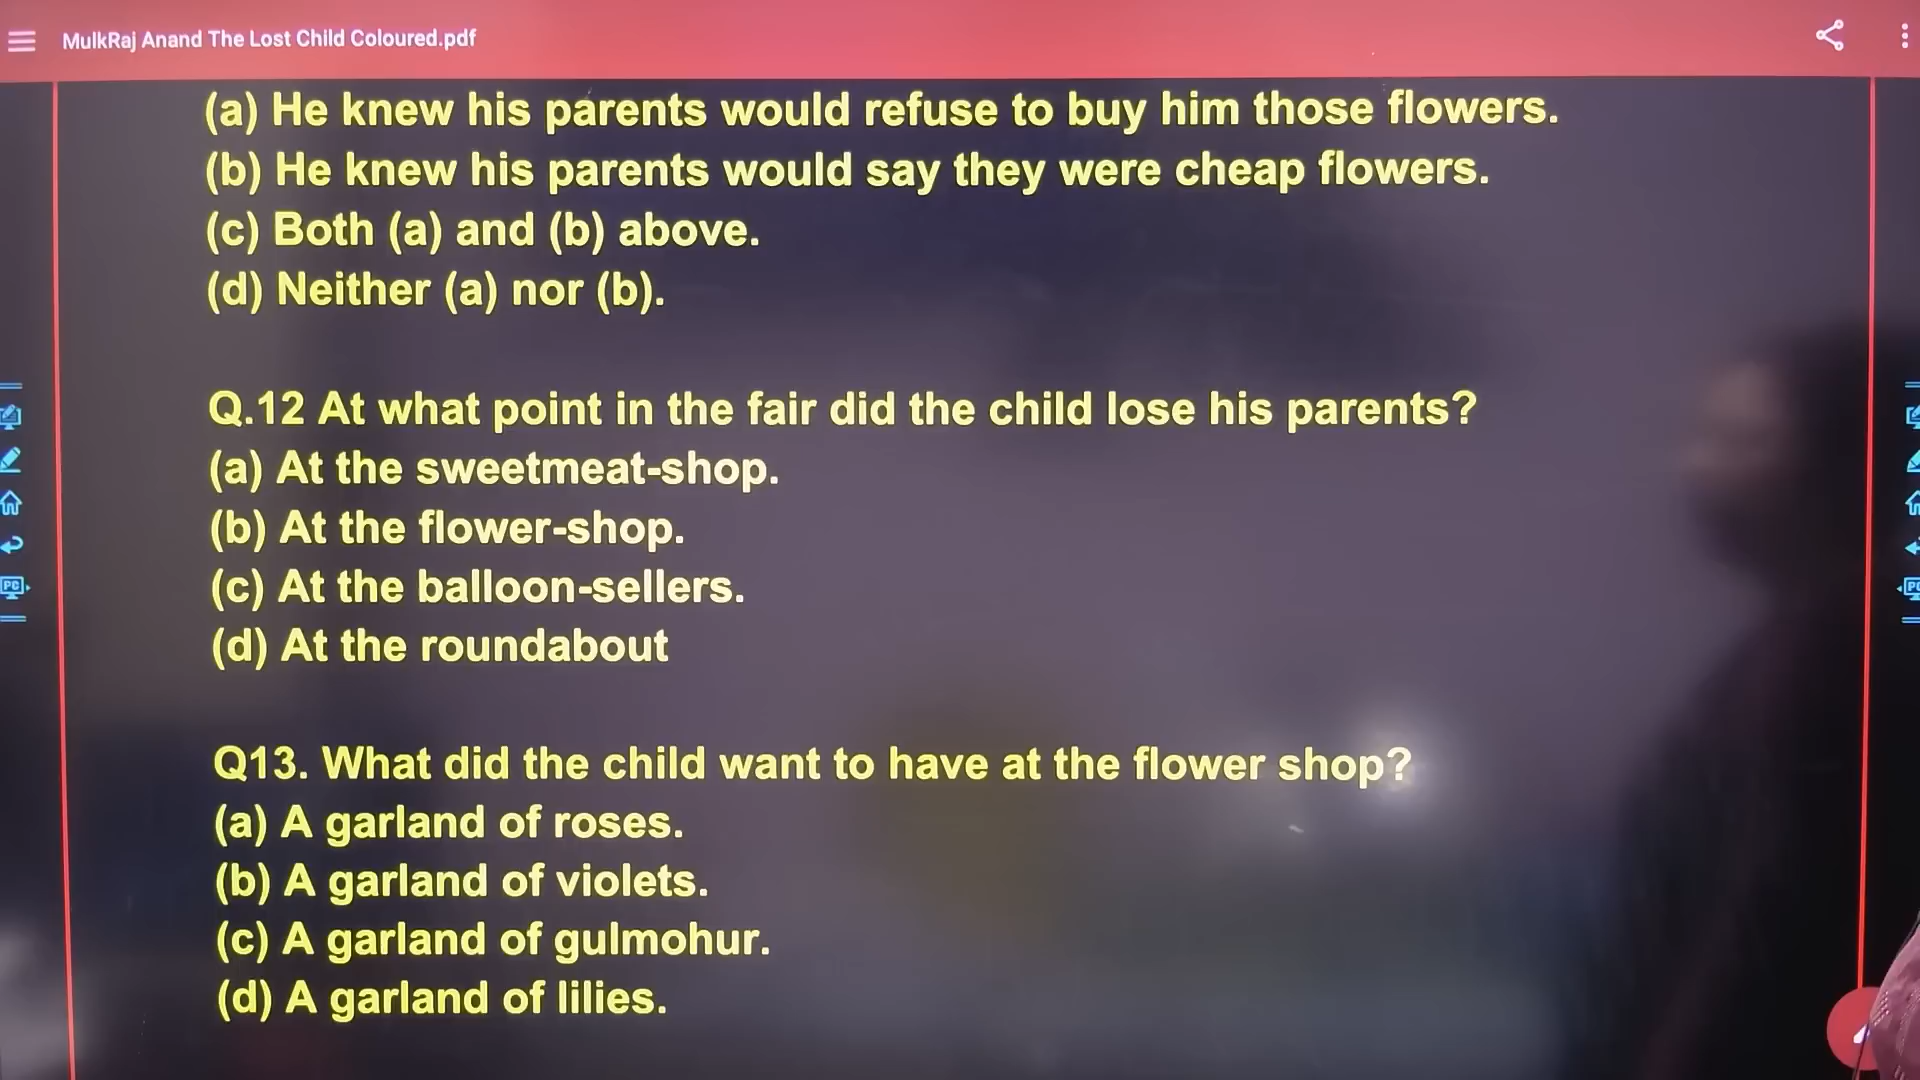 MulkRaj Anand The Lost Child Coloured.pdf
(a) He knew his parents would refuse to buy him those flowers.
(b) He knew his parents would say they were cheap flowers.
(c) Both (a) and (b) above.
(d) Neither (a) nor (b).
Q.12 At what point in the fair did the child lose his parents?
(a) At the sweetmeat-shop.
(b) At the flower-shop.
(c) At the balloon-sellers.
(d) At the roundabout
Q13. What did the child want to have at the flower shop?
(a) A garland of roses.
(b) A garland of violets.
(c) A garland of gulmohur.
(d) A garland of lilies.
PC
PC